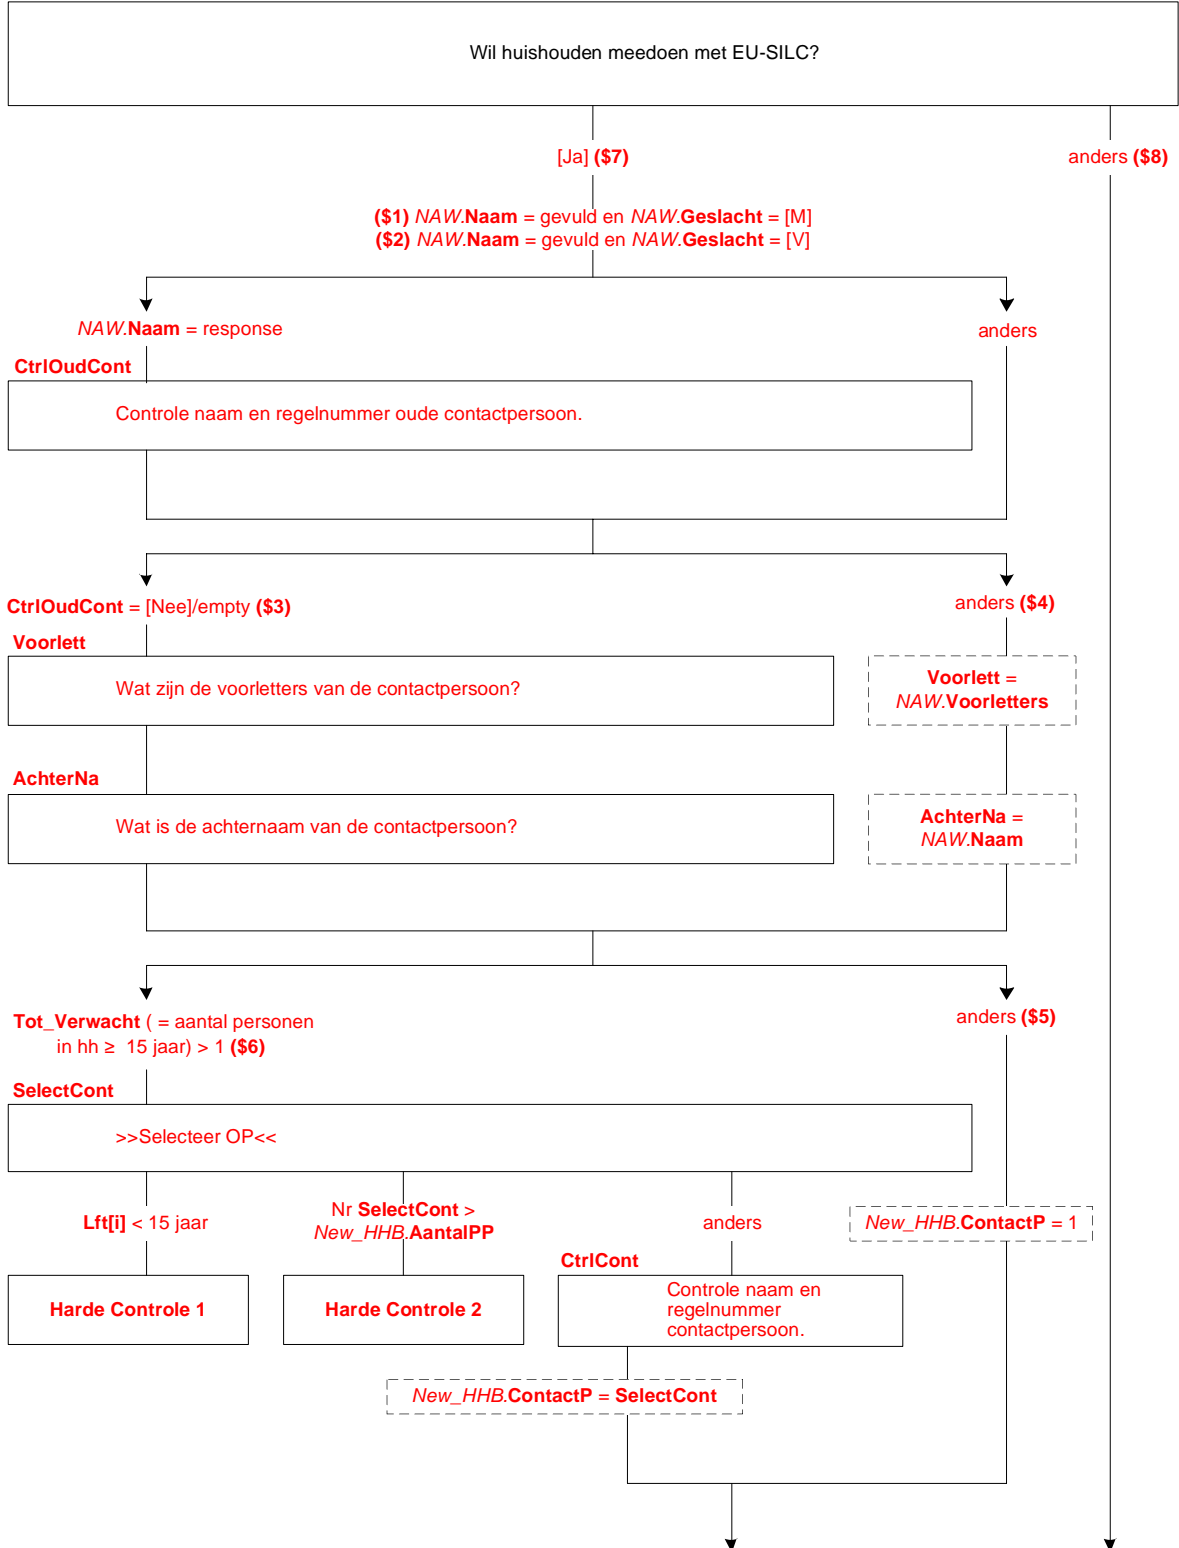 Wil huishouden meedoen met EU-SILC?
[Ja] ($7)
anders ($8)
($1) NAW.Naam = gevuld en NAW.Geslacht = [M]
($2) NAW.Naam = gevuld en NAW.Geslacht = [V]
NAW.Naam = response
anders
CtrlOudCont
Controle naam en regelnummer oude contactpersoon.
CtrlOudCont = [Nee]/empty ($3)
anders ($4)
Voorlett
Wat zijn de voorletters van de contactpersoon?
Voorlett =
NAW.Voorletters
AchterNa
Wat is de achternaam van de contactpersoon?
AchterNa =
NAW.Naam
Tot_Verwacht ( = aantal personen
in hh ≥ 15 jaar) > 1 ($6)
anders ($5)
SelectCont
>>Selecteer OP<<
Lft[i] < 15 jaar
Nr SelectCont >
New_HHB.AantalPP
anders
New_HHB.ContactP = 1
CtrlCont
Harde Controle 1
Harde Controle 2
Controle naam en
regelnummer
contactpersoon.
New_HHB.ContactP = SelectCont